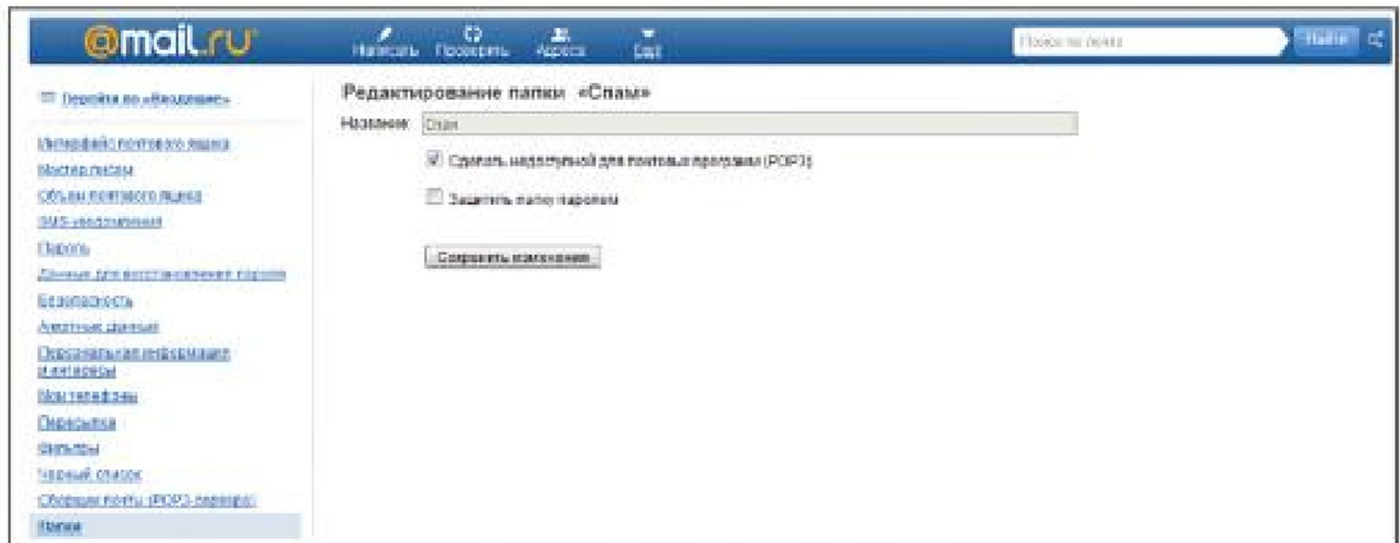 @mail.ru
Написать Проверить Адреса Ещё
Поиск по почте Найти
Перейти во «Входящие»
Интерфейс почтового ящика
Мастер писем
Объем почтового ящика
SMS-уведомления
Пароль
Данные для восстановления пароля
Безопасность
Анкетные данные
Персональная информация
и интересы
Мои телефоны
Пересылка
Фильтры
Черный список
Сборщик почты (POP3-сервера)
Папки
Редактирование папки «Спам»
Название: Спам
Сделать недоступной для почтовых программ (POP3)
Защитить папку паролем
Сохранить изменения